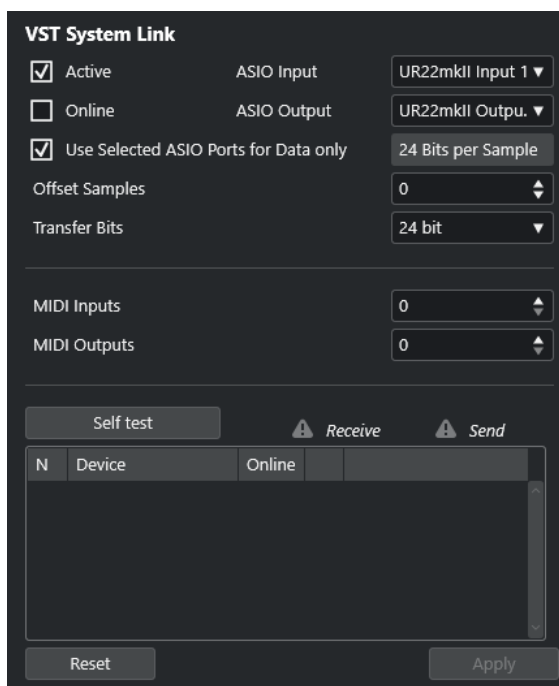 VST System Link
Active ASIO Input UR22mkII Input 1
Online ASIO Output UR22mkII Outpu.
Use Selected ASIO Ports for Data only 24 Bits per Sample
Offset Samples 0
Transfer Bits 24 bit
MIDI Inputs 0
MIDI Outputs 0
Self test Receive Send
N Device Online
Reset Apply